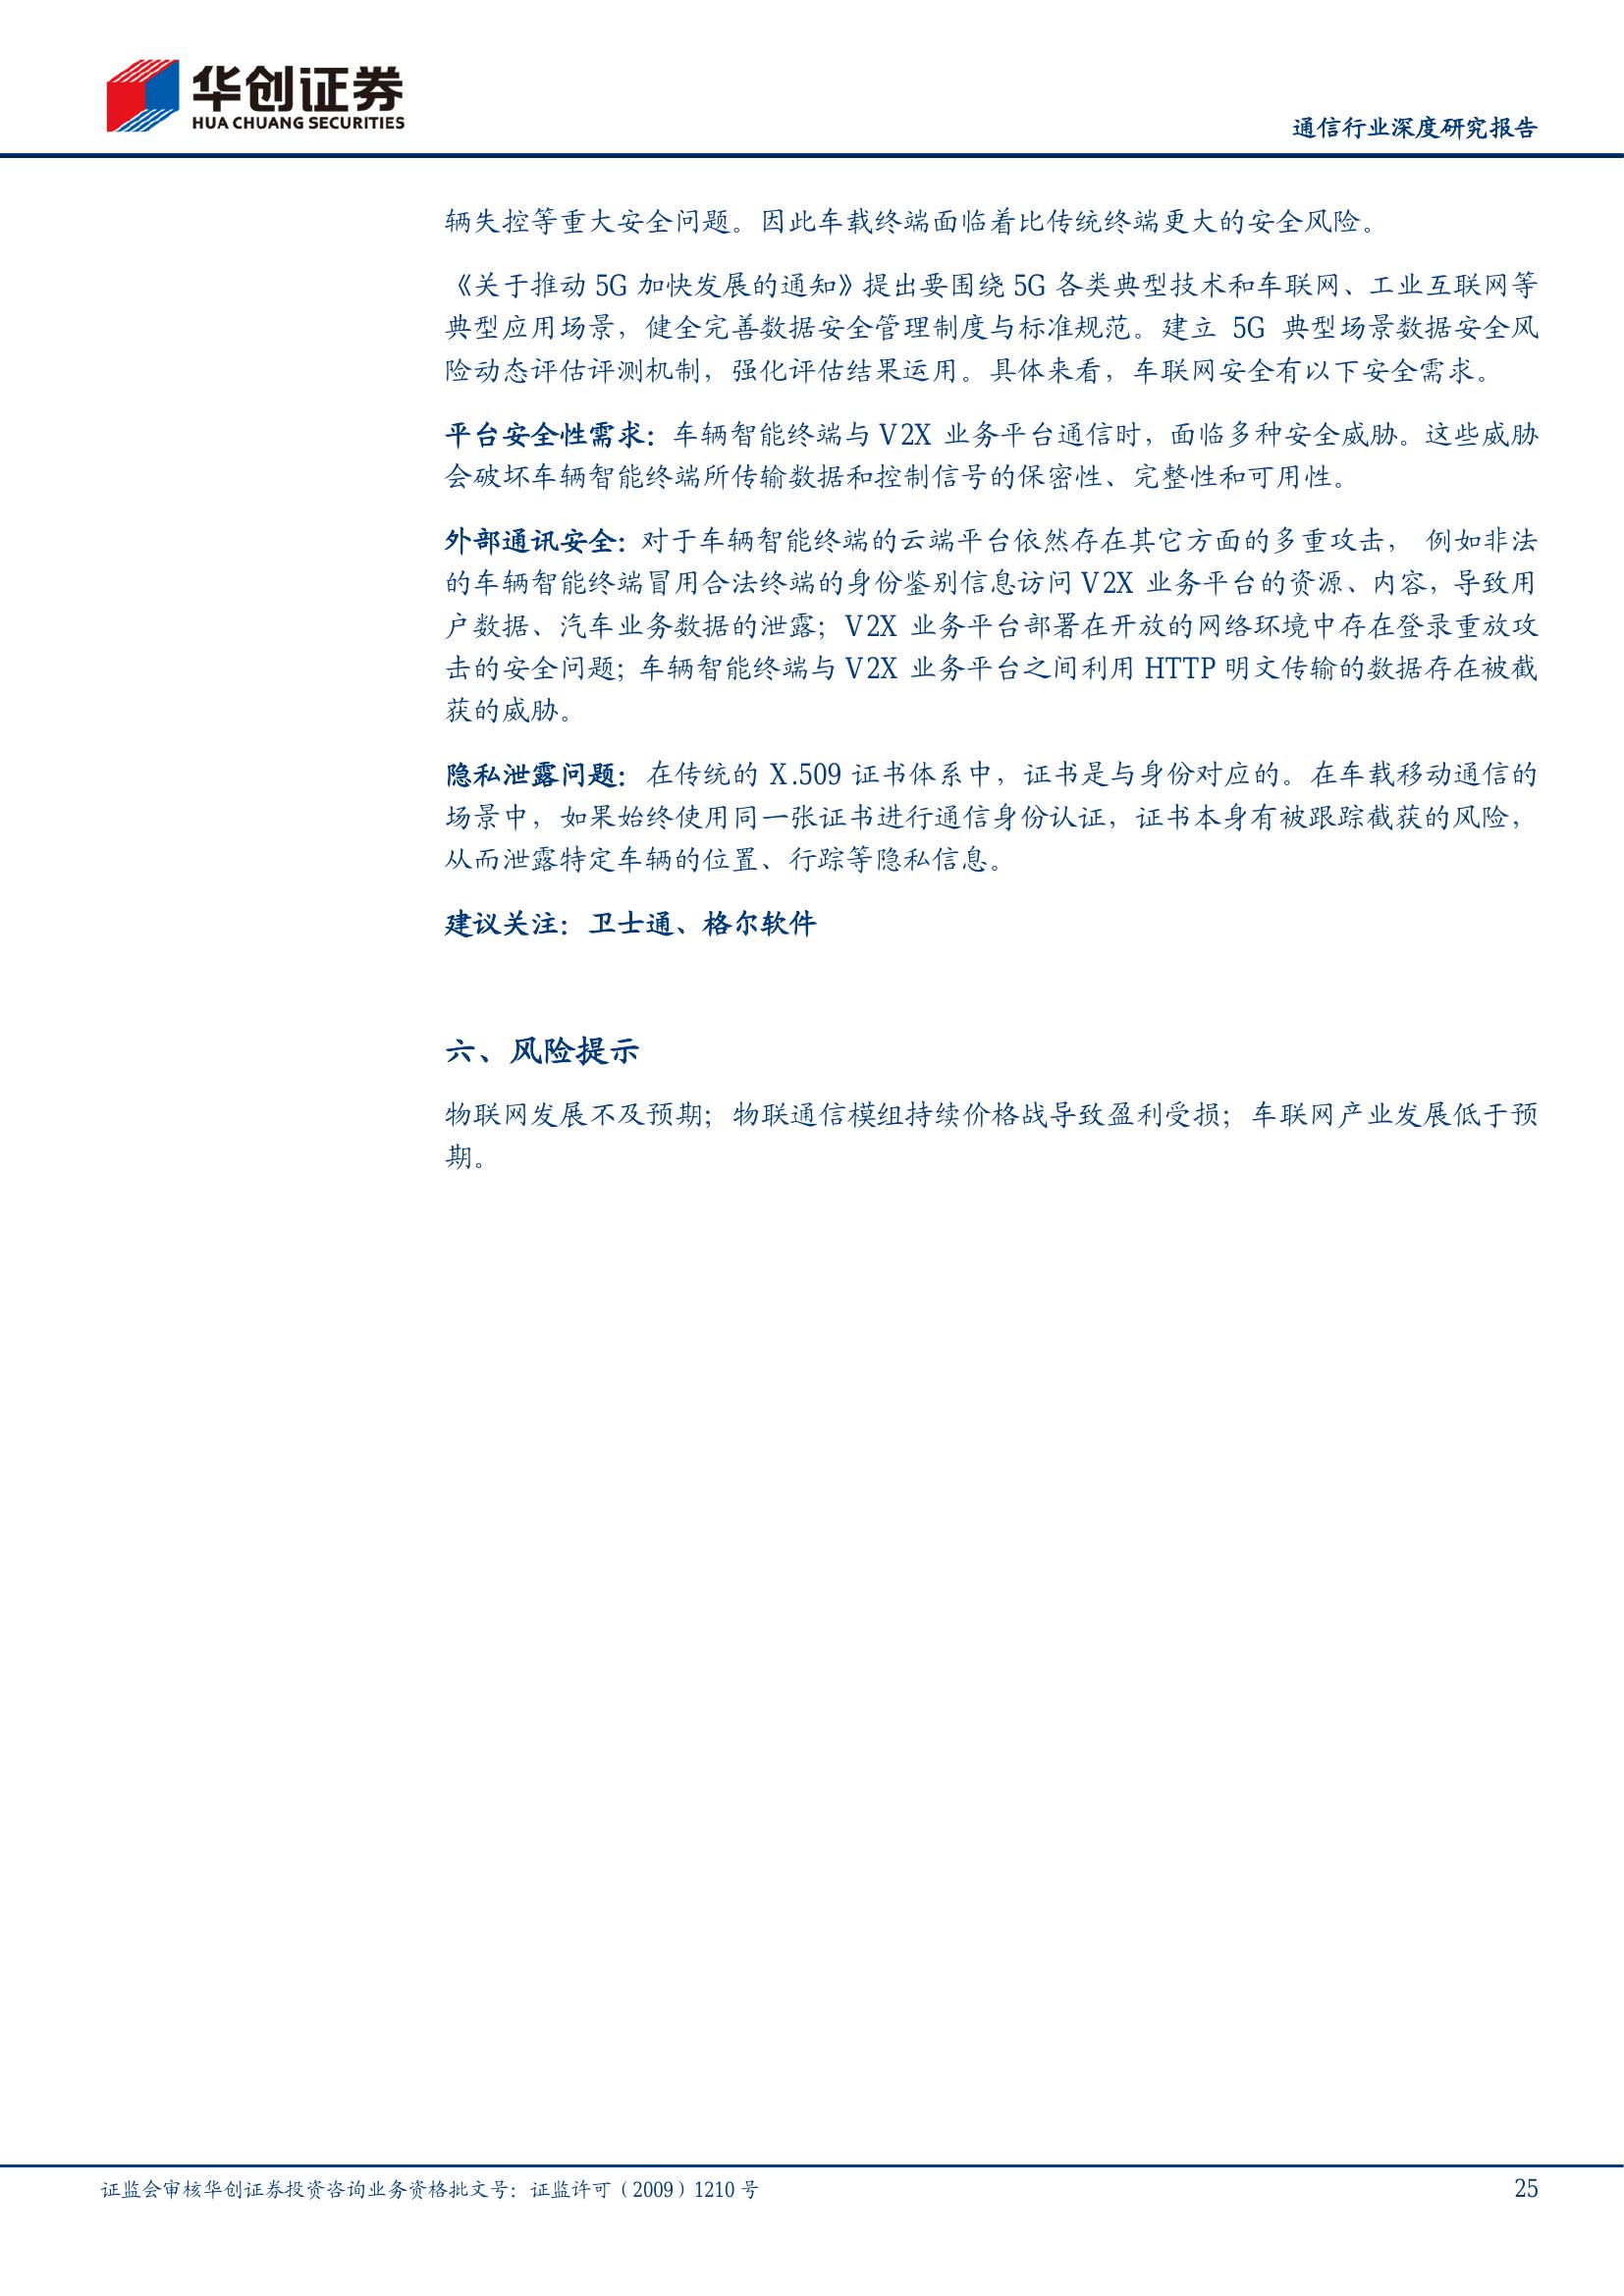 华创证券
HUA CHUANG SECURITIES
通信行业深度研究报告
辆失控等重大安全问题。因此车载终端面临着比传统终端更大的安全风险。
《关于推动 5G 加快发展的通知》提出要围绕 5G 各类典型技术和车联网、工业互联网等
典型应用场景，健全完善数据安全管理制度与标准规范。建立 5G 典型场景数据安全风
险动态评估评测机制，强化评估结果运用。具体来看，车联网安全有以下安全需求。
平台安全性需求：车辆智能终端与 V2X 业务平台通信时，面临多种安全威胁。这些威胁
会破坏车辆智能终端所传输数据和控制信号的保密性、完整性和可用性。
外部通讯安全：对于车辆智能终端的云端平台依然存在其它方面的多重攻击， 例如非法
的车辆智能终端冒用合法终端的身份鉴别信息访问 V2X 业务平台的资源、内容，导致用
户数据、汽车业务数据的泄露；V2X 业务平台部署在开放的网络环境中存在登录重放攻
击的安全问题；车辆智能终端与 V2X 业务平台之间利用 HTTP 明文传输的数据存在被截
获的威胁。
隐私泄露问题：在传统的 X.509 证书体系中，证书是与身份对应的。在车载移动通信的
场景中，如果始终使用同一张证书进行通信身份认证，证书本身有被跟踪截获的风险，
从而泄露特定车辆的位置、行踪等隐私信息。
建议关注：卫士通、格尔软件
六、风险提示
物联网发展不及预期；物联通信模组持续价格战导致盈利受损；车联网产业发展低于预
期。
证监会审核华创证券投资咨询业务资格批文号：证监许可（2009）1210 号
25